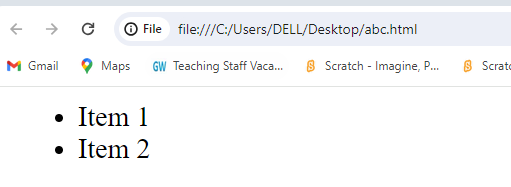 File file:///C:/Users/DELL/Desktop/abc.html
Gmail Maps GW Teaching Staff Vaca... Scratch - Imagine, P... Scratc
Item 1
Item 2